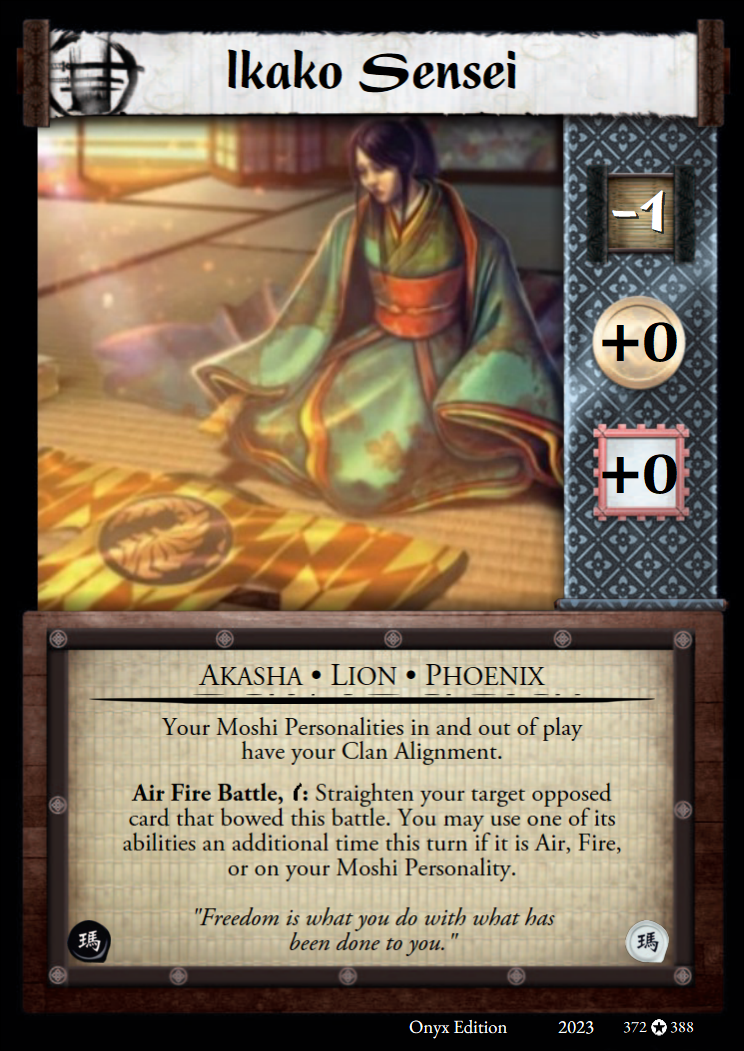 Ikako Sensei
-1
+0
+0
AKASHA • LION • PHOENIX
Your Moshi Personalities in and out of play
have your Clan Alignment.
Air Fire Battle, : Straighten your target opposed
card that bowed this battle. You may use one of its
abilities an additional time this turn if it is Air, Fire,
or on your Moshi Personality.
"Freedom is what you do with what has
been done to you."
瑪 瑪
Onyx Edition 2023 372 ✪ 388